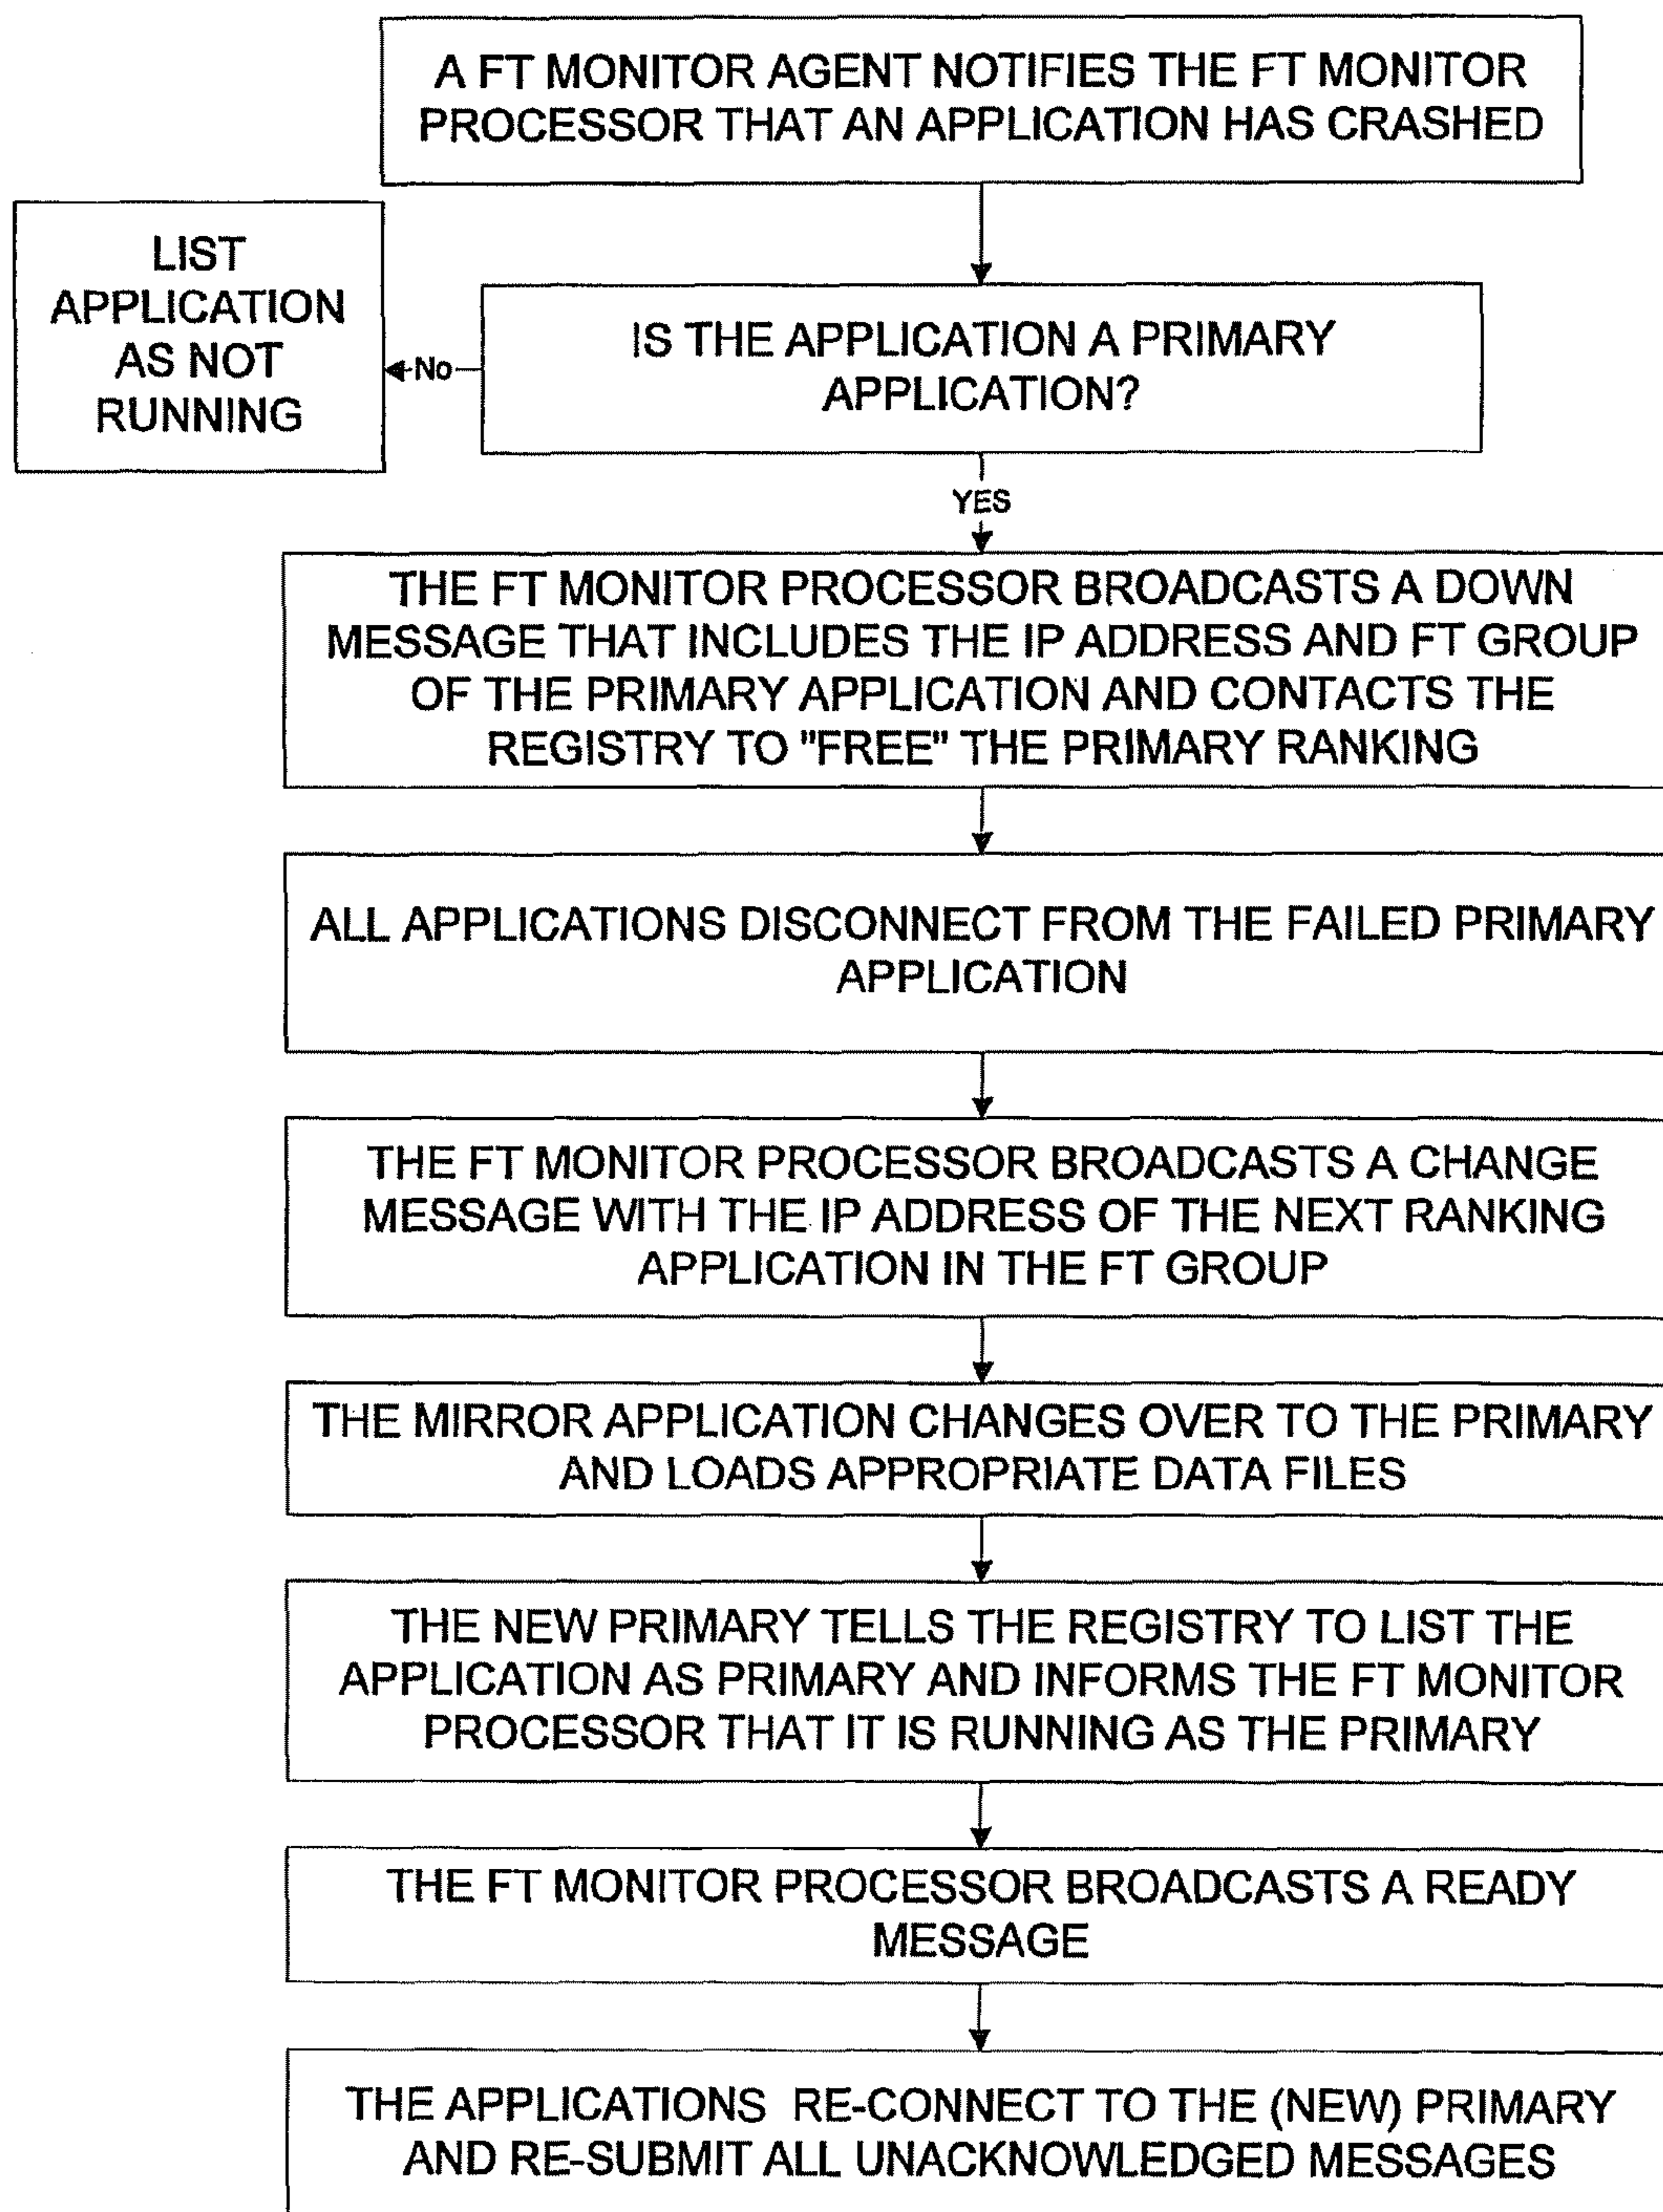 A FT MONITOR AGENT NOTIFIES THE FT MONITOR
PROCESSOR THAT AN APPLICATION HAS CRASHED
LIST
APPLICATION
AS NOT
RUNNING
No
IS THE APPLICATION A PRIMARY
APPLICATION?
YES
THE FT MONITOR PROCESSOR BROADCASTS A DOWN
MESSAGE THAT INCLUDES THE IP ADDRESS AND FT GROUP
OF THE PRIMARY APPLICATION AND CONTACTS THE
REGISTRY TO "FREE" THE PRIMARY RANKING
ALL APPLICATIONS DISCONNECT FROM THE FAILED PRIMARY
APPLICATION
THE FT MONITOR PROCESSOR BROADCASTS A CHANGE
MESSAGE WITH THE IP ADDRESS OF THE NEXT RANKING
APPLICATION IN THE FT GROUP
THE MIRROR APPLICATION CHANGES OVER TO THE PRIMARY
AND LOADS APPROPRIATE DATA FILES
THE NEW PRIMARY TELLS THE REGISTRY TO LIST THE
APPLICATION AS PRIMARY AND INFORMS THE FT MONITOR
PROCESSOR THAT IT IS RUNNING AS THE PRIMARY
THE FT MONITOR PROCESSOR BROADCASTS A READY
MESSAGE
THE APPLICATIONS RE-CONNECT TO THE (NEW) PRIMARY
AND RE-SUBMIT ALL UNACKNOWLEDGED MESSAGES